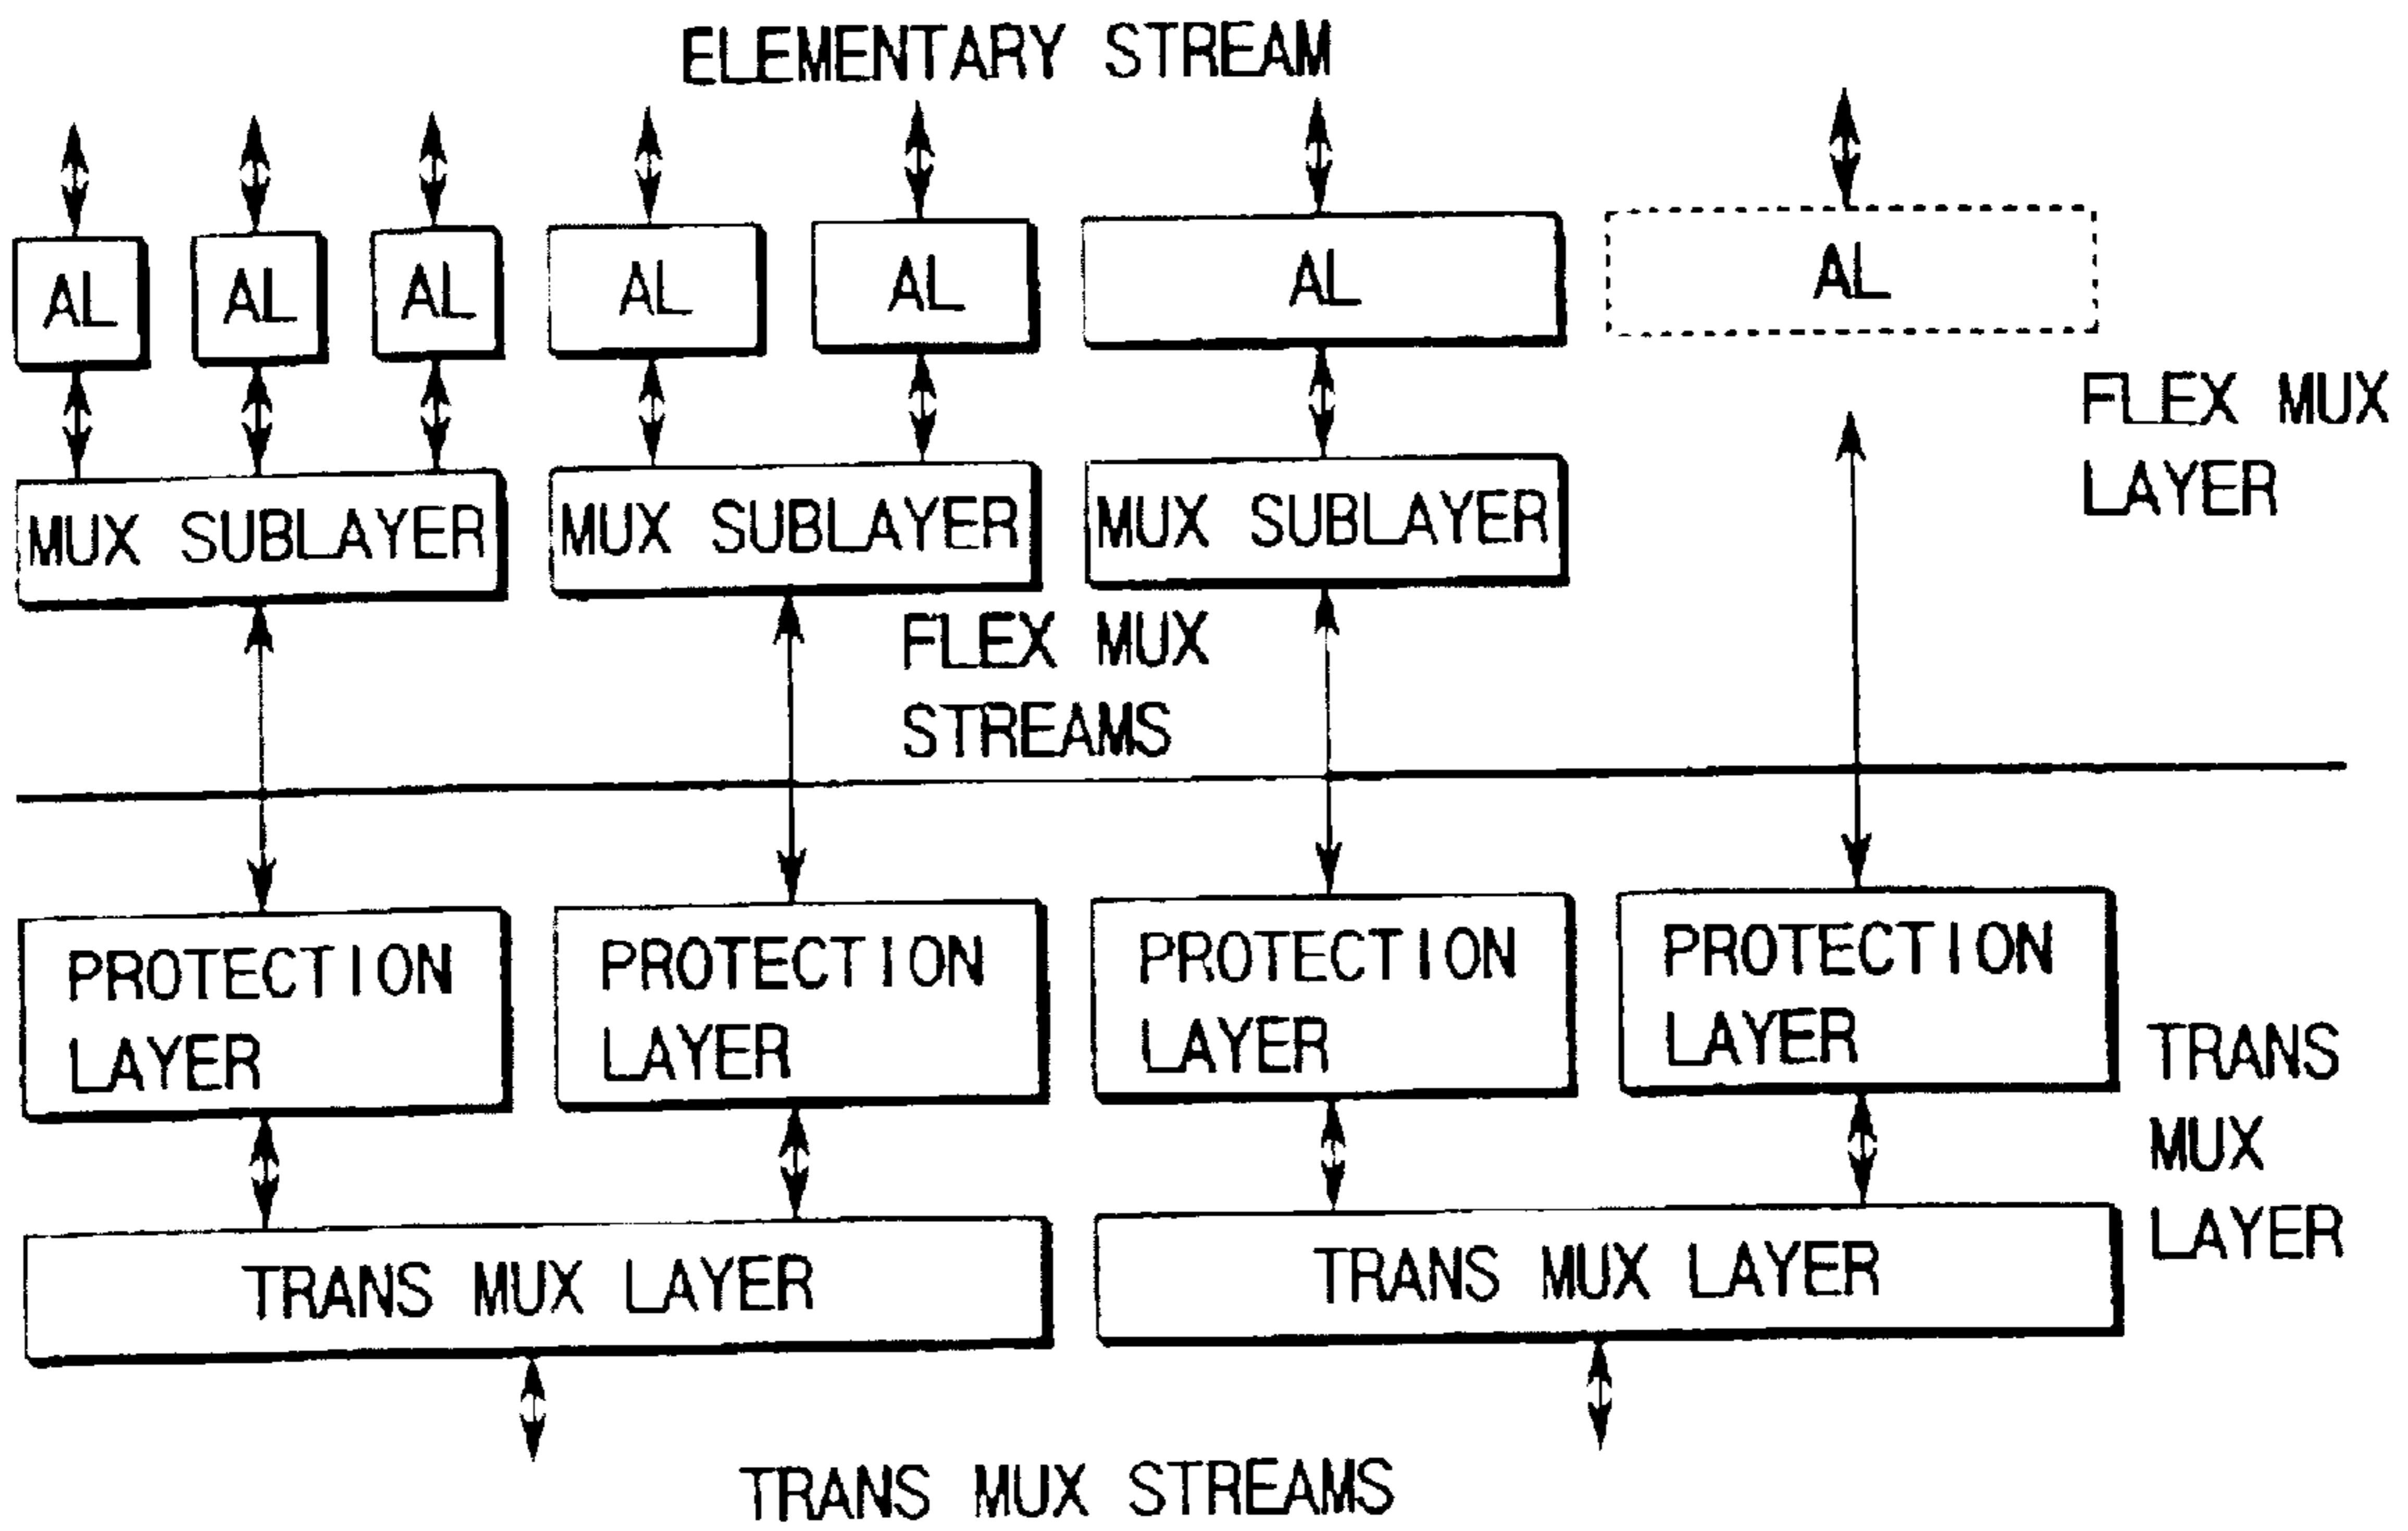 ELEMENTARY STREAM
AL
AL
AL
AL
AL
AL
AL
FLEX MUX
LAYER
MUX SUBLAYER
MUX SUBLAYER
MUX SUBLAYER
FLEX MUX
STREAMS
PROTECTION
LAYER
PROTECTION
LAYER
PROTECTION
LAYER
PROTECTION
LAYER
TRANS
MUX
LAYER
TRANS MUX LAYER
TRANS MUX LAYER
TRANS MUX STREAMS